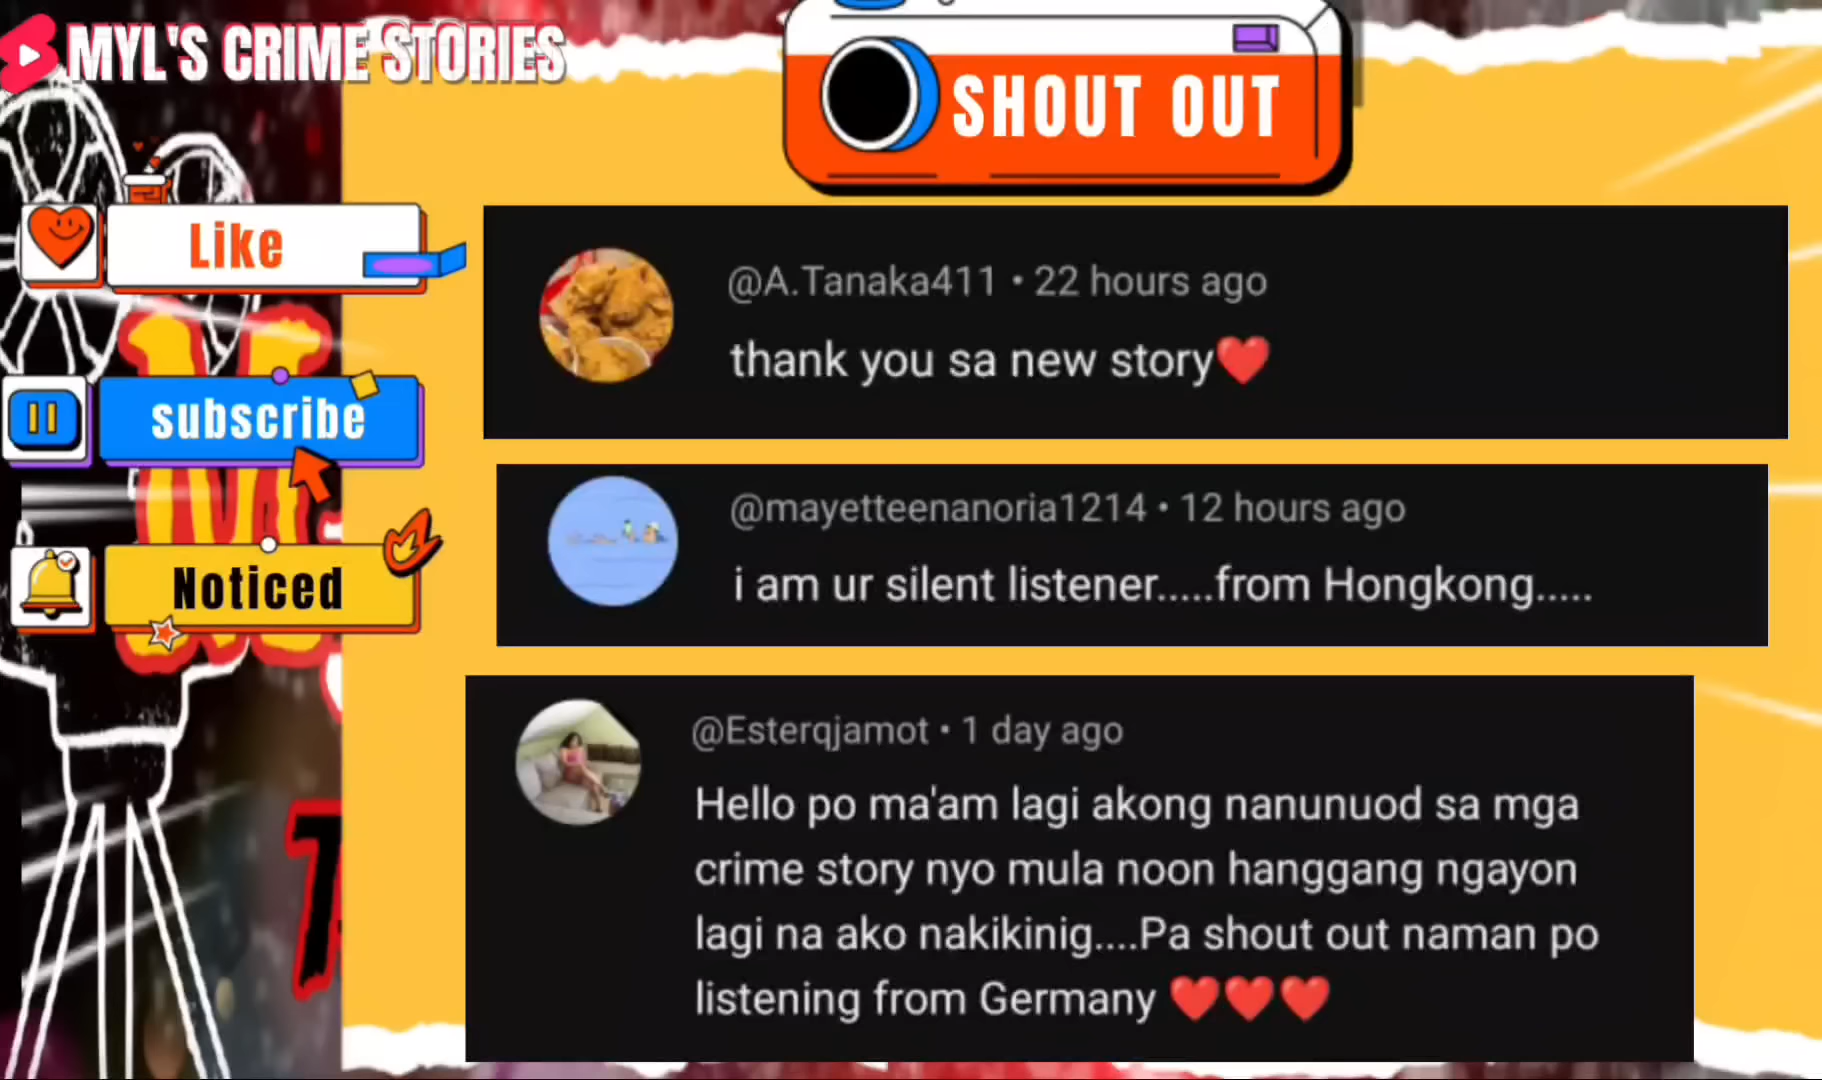 MYL'S CRIME STORIES
SHOUT OUT
Like
subscribe
Noticed
@A.Tanaka411 • 22 hours ago
thank you sa new story❤️
@mayetteenanoria1214 • 12 hours ago
i am ur silent listener.....from Hongkong.....
@Esterqjamot • 1 day ago
Hello po ma'am lagi akong nanunuod sa mga
crime story nyo mula noon hanggang ngayon
lagi na ako nakikinig....Pa shout out naman po
listening from Germany ❤️❤️❤️